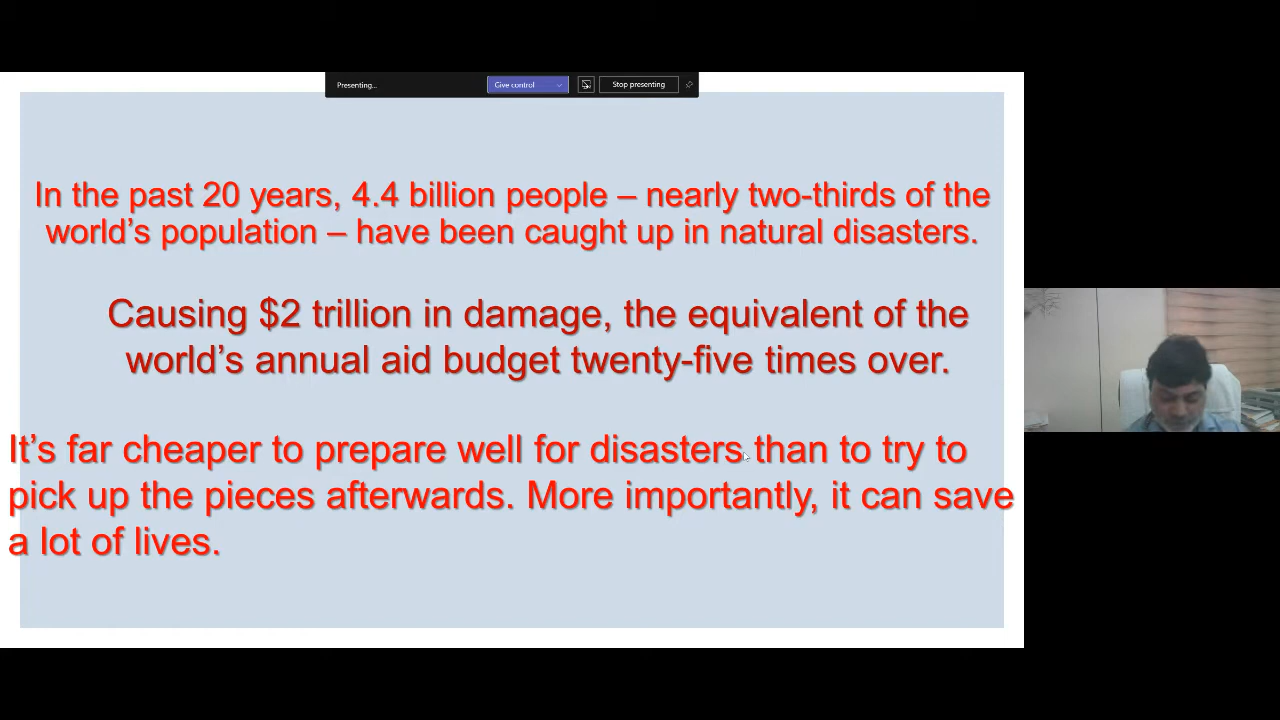 Presenting...
Give control
Stop presenting
In the past 20 years, 4.4 billion people – nearly two-thirds of the
world’s population – have been caught up in natural disasters.
Causing $2 trillion in damage, the equivalent of the
world’s annual aid budget twenty-five times over.
It’s far cheaper to prepare well for disasters than to try to
pick up the pieces afterwards. More importantly, it can save
a lot of lives.